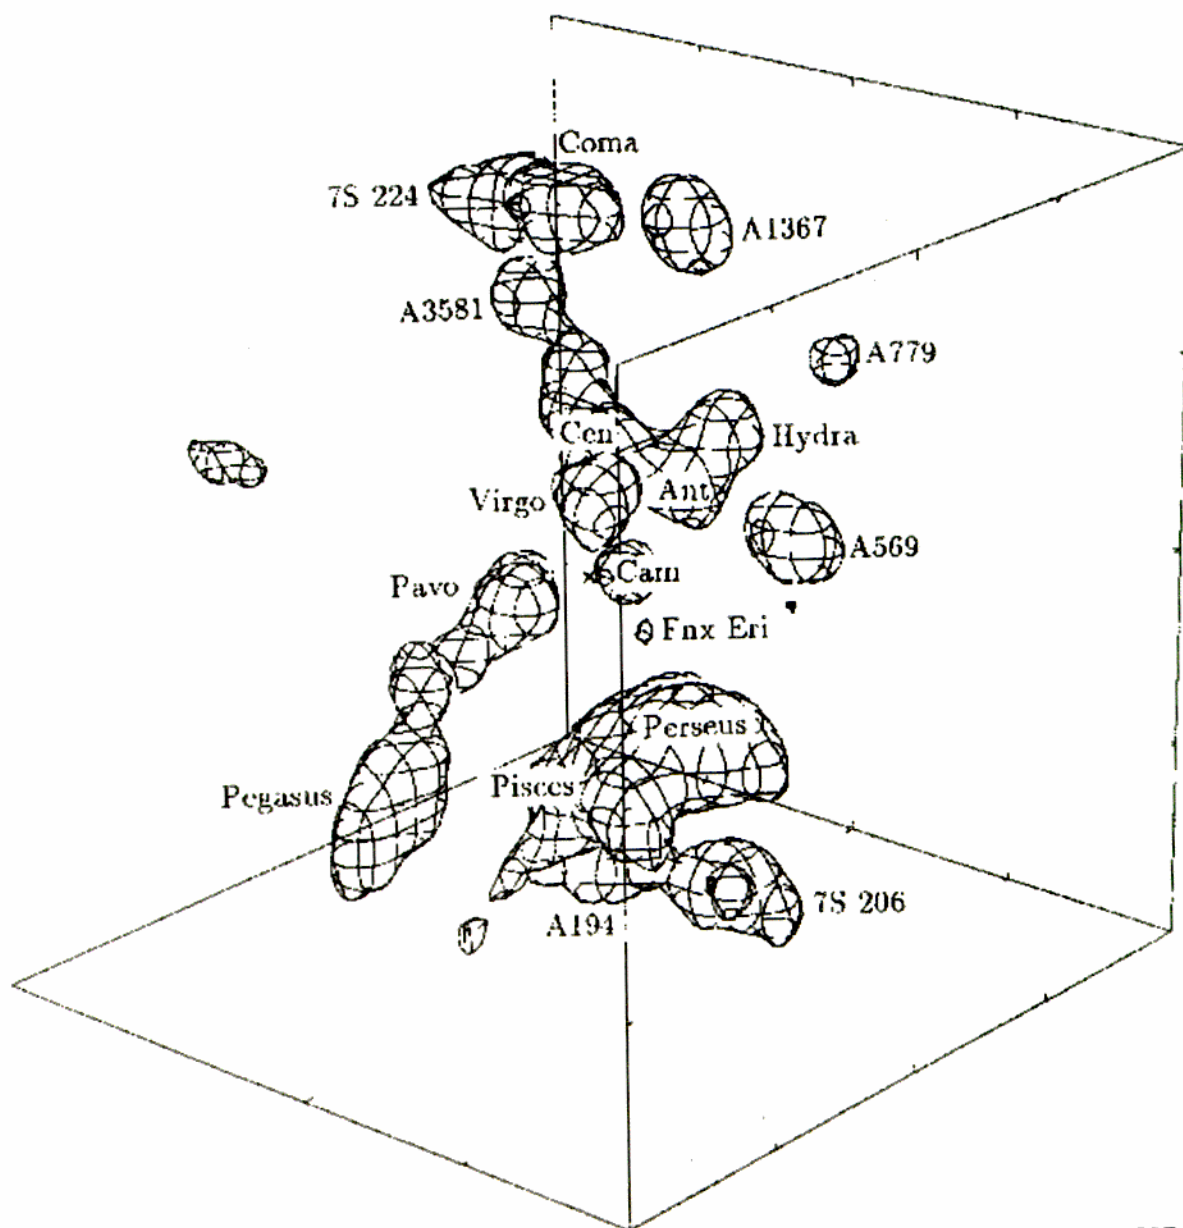 Coma
7S 224
A1367
A3581
A779
Cen
Hydra
Virgo
Ant
A569
Pavo
Cam
Fnx Eri
Perseus
Pisces
Pegasus
7S 206
A194